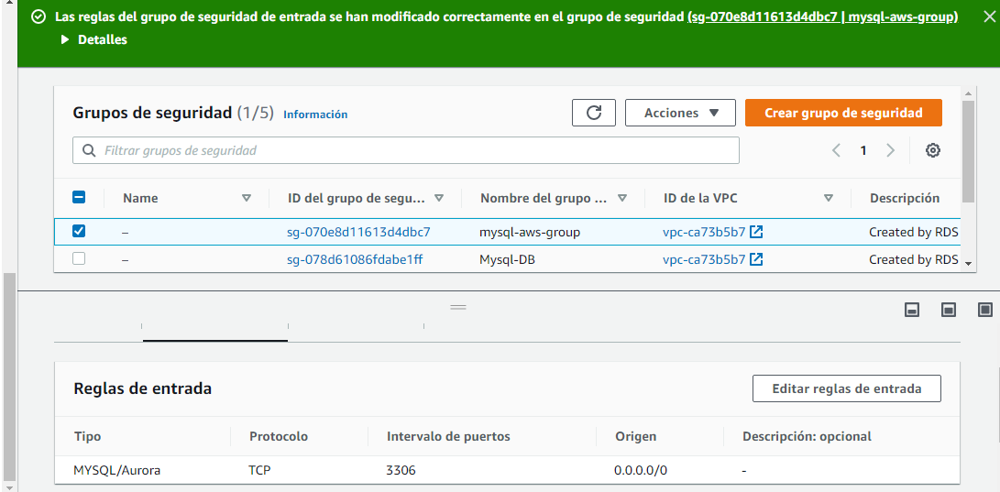 Las reglas del grupo de seguridad de entrada se han modificado correctamente en el grupo de seguridad (sg-070e8d11613d4dbc7 | mysql-aws-group)
Detalles
Grupos de seguridad (1/5) Información
Acciones
Crear grupo de seguridad
Filtrar grupos de seguridad
1
Name ID del grupo de segu... Nombre del grupo ... ID de la VPC Descripción
– sg-070e8d11613d4dbc7 mysql-aws-group vpc-ca73b5b7 Created by RDS
– sg-078d61086fdabe1ff Mysql-DB vpc-ca73b5b7 Created by RDS
Reglas de entrada
Editar reglas de entrada
Tipo Protocolo Intervalo de puertos Origen Descripción: opcional
MYSQL/Aurora TCP 3306 0.0.0.0/0 -